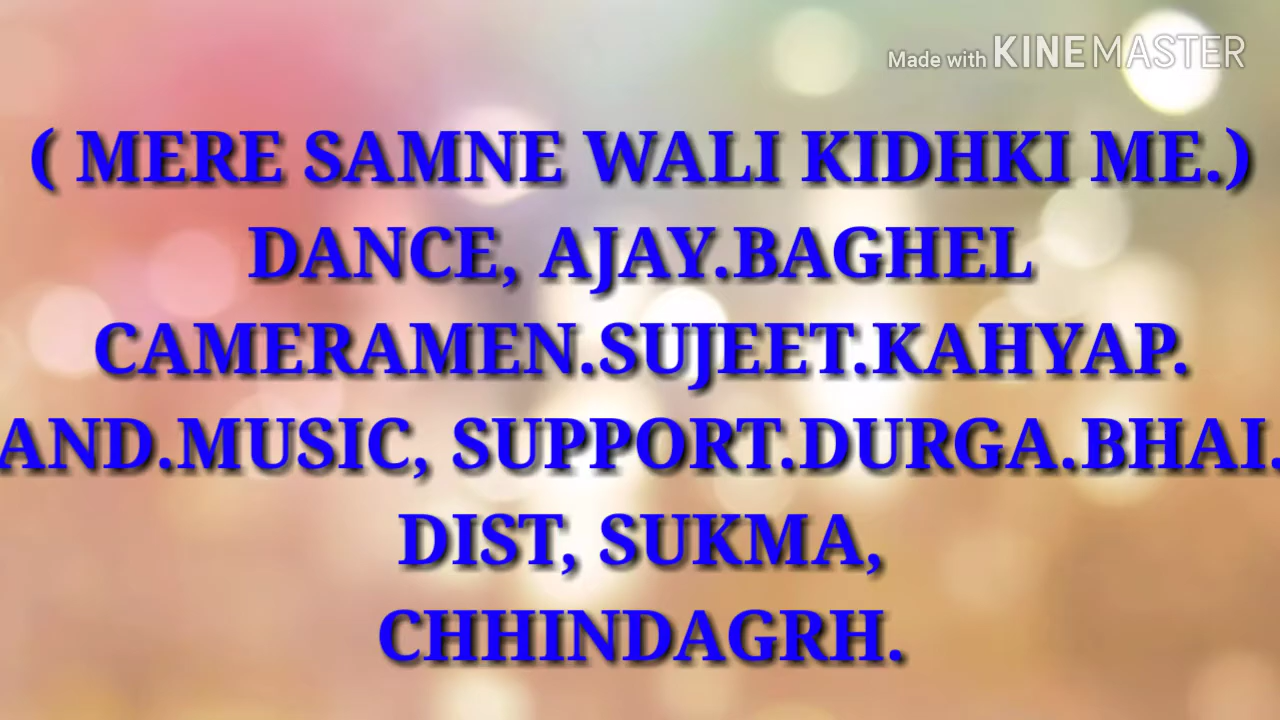 Made with KINEMASTER
( MERE SAMNE WALI KIDHKI ME.)
DANCE, AJAY.BAGHEL
CAMERAMEN.SUJEET.KAHYAP.
AND.MUSIC, SUPPORT.DURGA.BHAI.
DIST, SUKMA,
CHHINDAGRH.